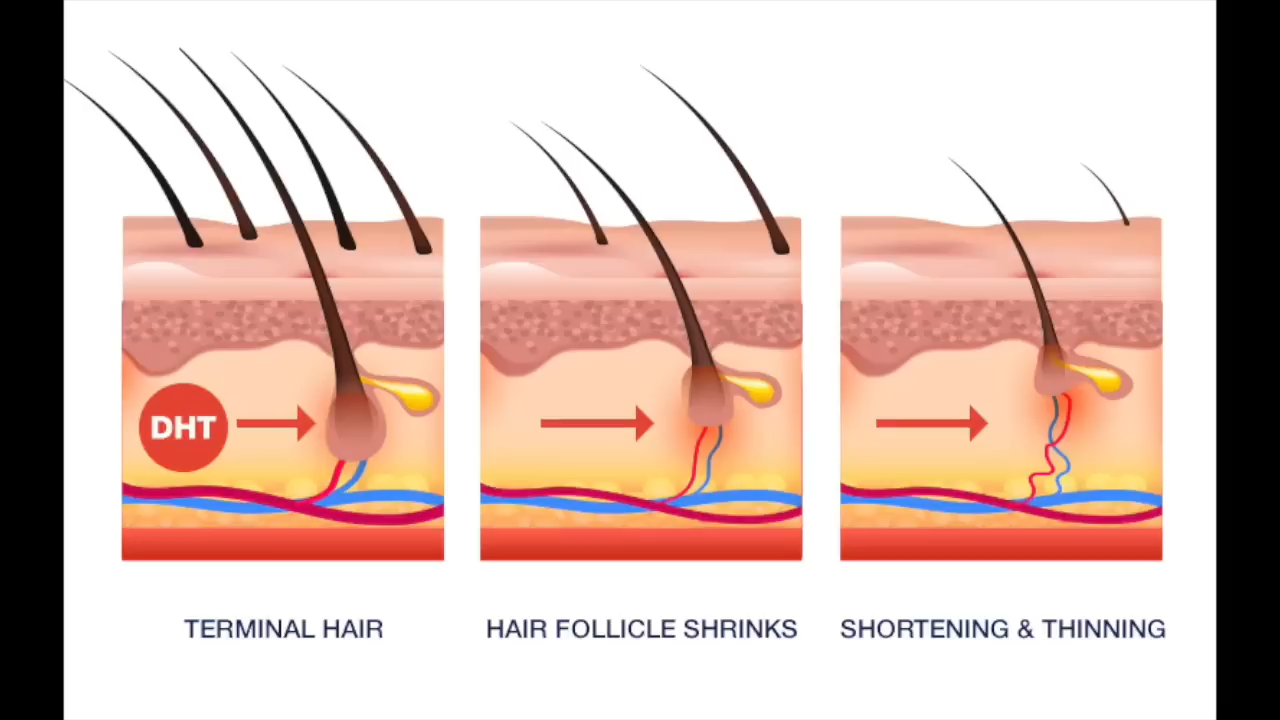 DHT
TERMINAL HAIR
HAIR FOLLICLE SHRINKS
SHORTENING & THINNING